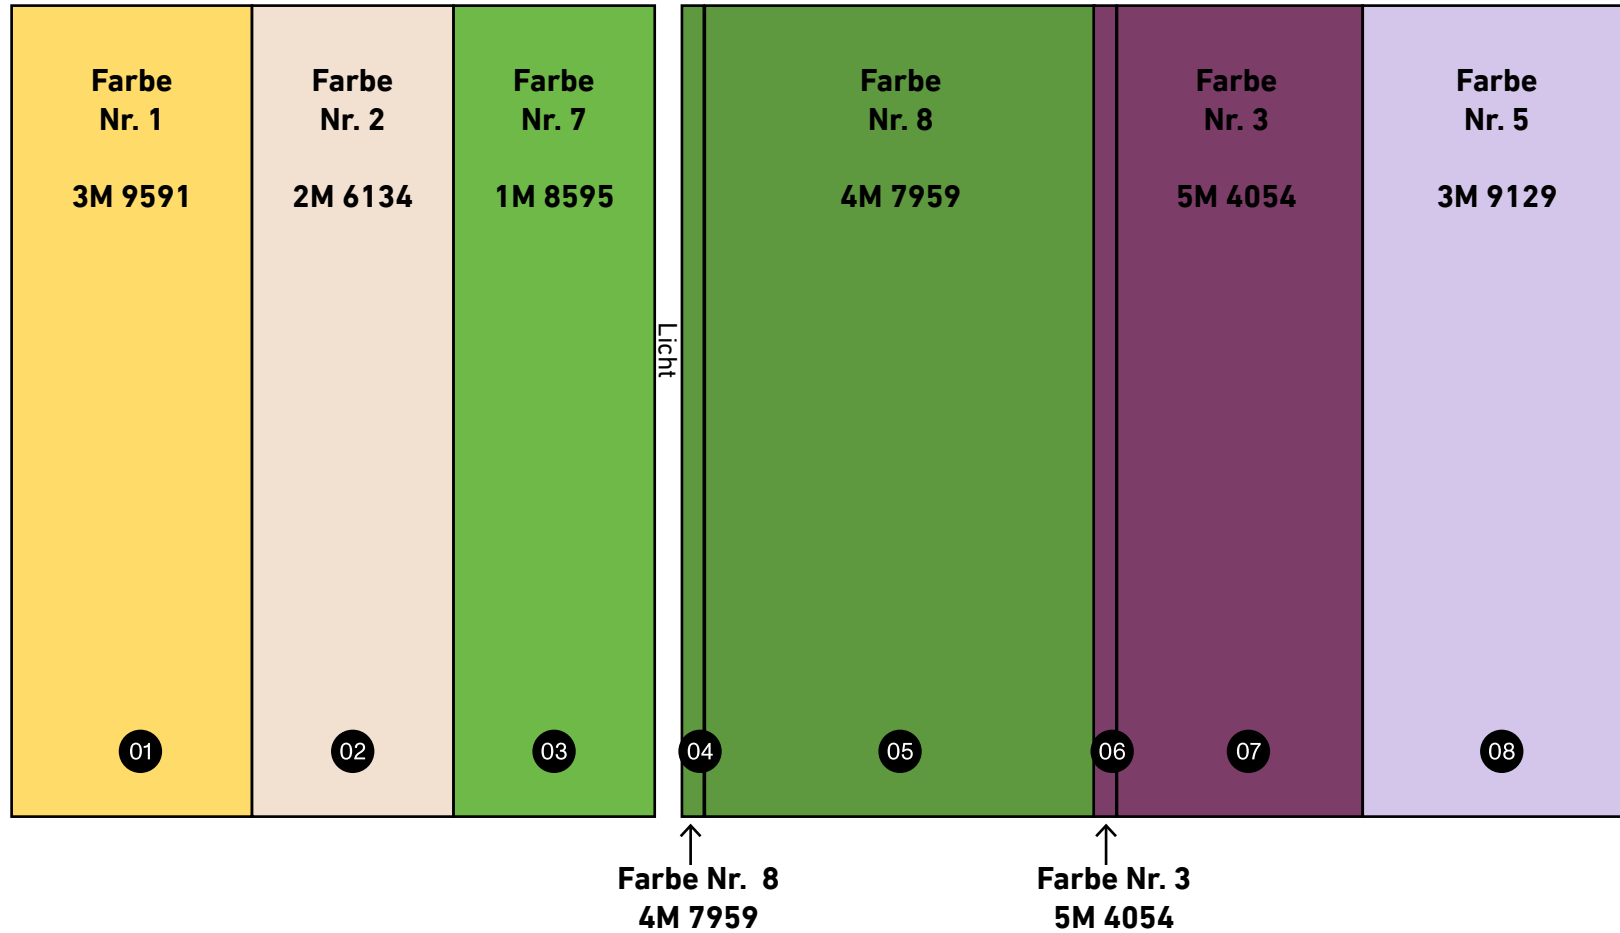 Farbe
Nr. 1
3M 9591
Farbe
Nr. 2
2M 6134
Farbe
Nr. 7
1M 8595
Licht
Farbe
Nr. 8
4M 7959
Farbe
Nr. 3
5M 4054
Farbe
Nr. 5
3M 9129
01
02
03
04
05
06
07
08
Farbe Nr. 8
4M 7959
Farbe Nr. 3
5M 4054